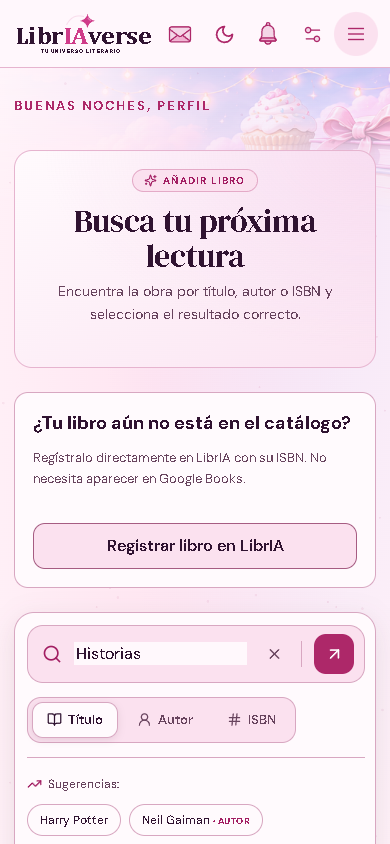 LibrIAverse
TU UNIVERSO LITERARIO
BUENAS NOCHES, PERFIL
AÑADIR LIBRO
Busca tu próxima
lectura
Encuentra la obra por título, autor o ISBN y
selecciona el resultado correcto.
¿Tu libro aún no está en el catálogo?
Regístralo directamente en LibrIA con su ISBN. No
necesita aparecer en Google Books.
Registrar libro en LibrIA
Historias
Título Autor ISBN
Sugerencias:
Harry Potter Neil Gaiman · AUTOR